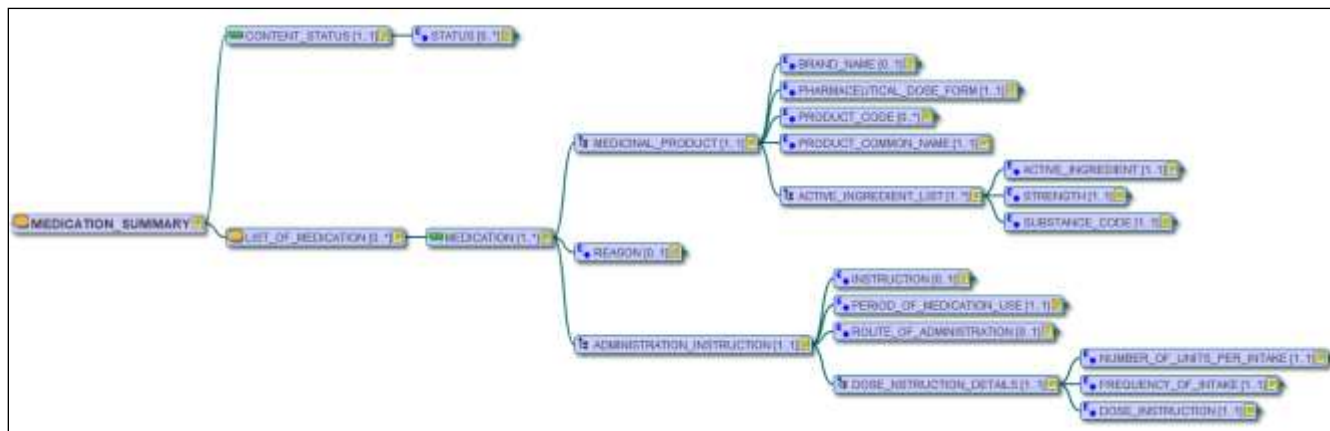 CONTENT_STATUS [1..1]
STATUS [0..*]
BRAND_NAME [0..1]
PHARMACEUTICAL_DOSE_FORM [1..1]
PRODUCT_CODE [0..*]
MEDICINAL_PRODUCT [1..1]
PRODUCT_COMMON_NAME [1..1]
ACTIVE_INGREDIENT [1..1]
ACTIVE_INGREDIENT_LIST [1..*]
STRENGTH [1..1]
SUBSTANCE_CODE [1..1]
MEDICATION_SUMMARY
LIST_OF_MEDICATION [0..*]
MEDICATION [1..*]
REASON [0..1]
INSTRUCTION [0..1]
PERIOD_OF_MEDICATION_USE [1..1]
ROUTE_OF_ADMINISTRATION [0..1]
ADMINISTRATION_INSTRUCTION [1..1]
NUMBER_OF_UNITS_PER_INTAKE [1..1]
DOSE_NSTRUCTION_DETAILS [1..1]
FREQUENCY_OF_INTAKE [1..1]
DOSE_INSTRUCTION [1..1]